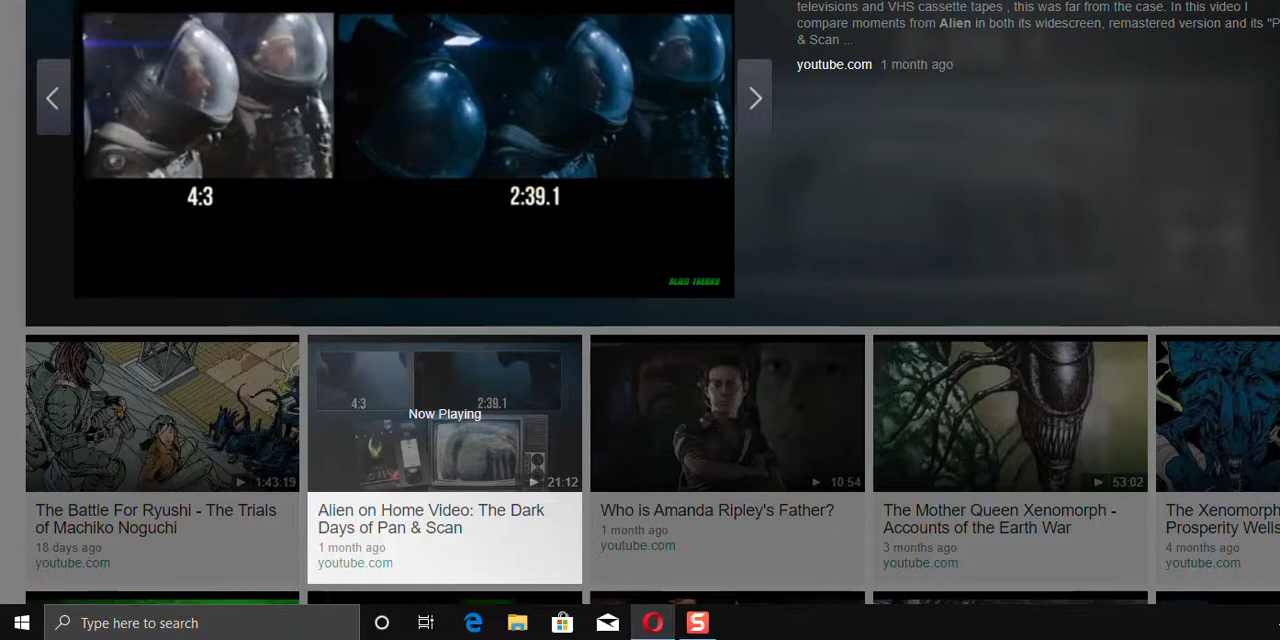 televisions and VHS cassette tapes , this was far from the case. In this video I
compare moments from Alien in both its widescreen, remastered version and its "P
& Scan ...
youtube.com 1 month ago
4:3
2:39.1
ALIEN THEORY
4:3
2:39.1
Now Playing
1:43:19
21:12
10:54
53:02
The Battle For Ryushi - The Trials
of Machiko Noguchi
18 days ago
youtube.com
Alien on Home Video: The Dark
Days of Pan & Scan
1 month ago
youtube.com
Who is Amanda Ripley's Father?
1 month ago
youtube.com
The Mother Queen Xenomorph -
Accounts of the Earth War
3 months ago
youtube.com
The Xenomorph
Prosperity Wells
4 months ago
youtube.com
Type here to search